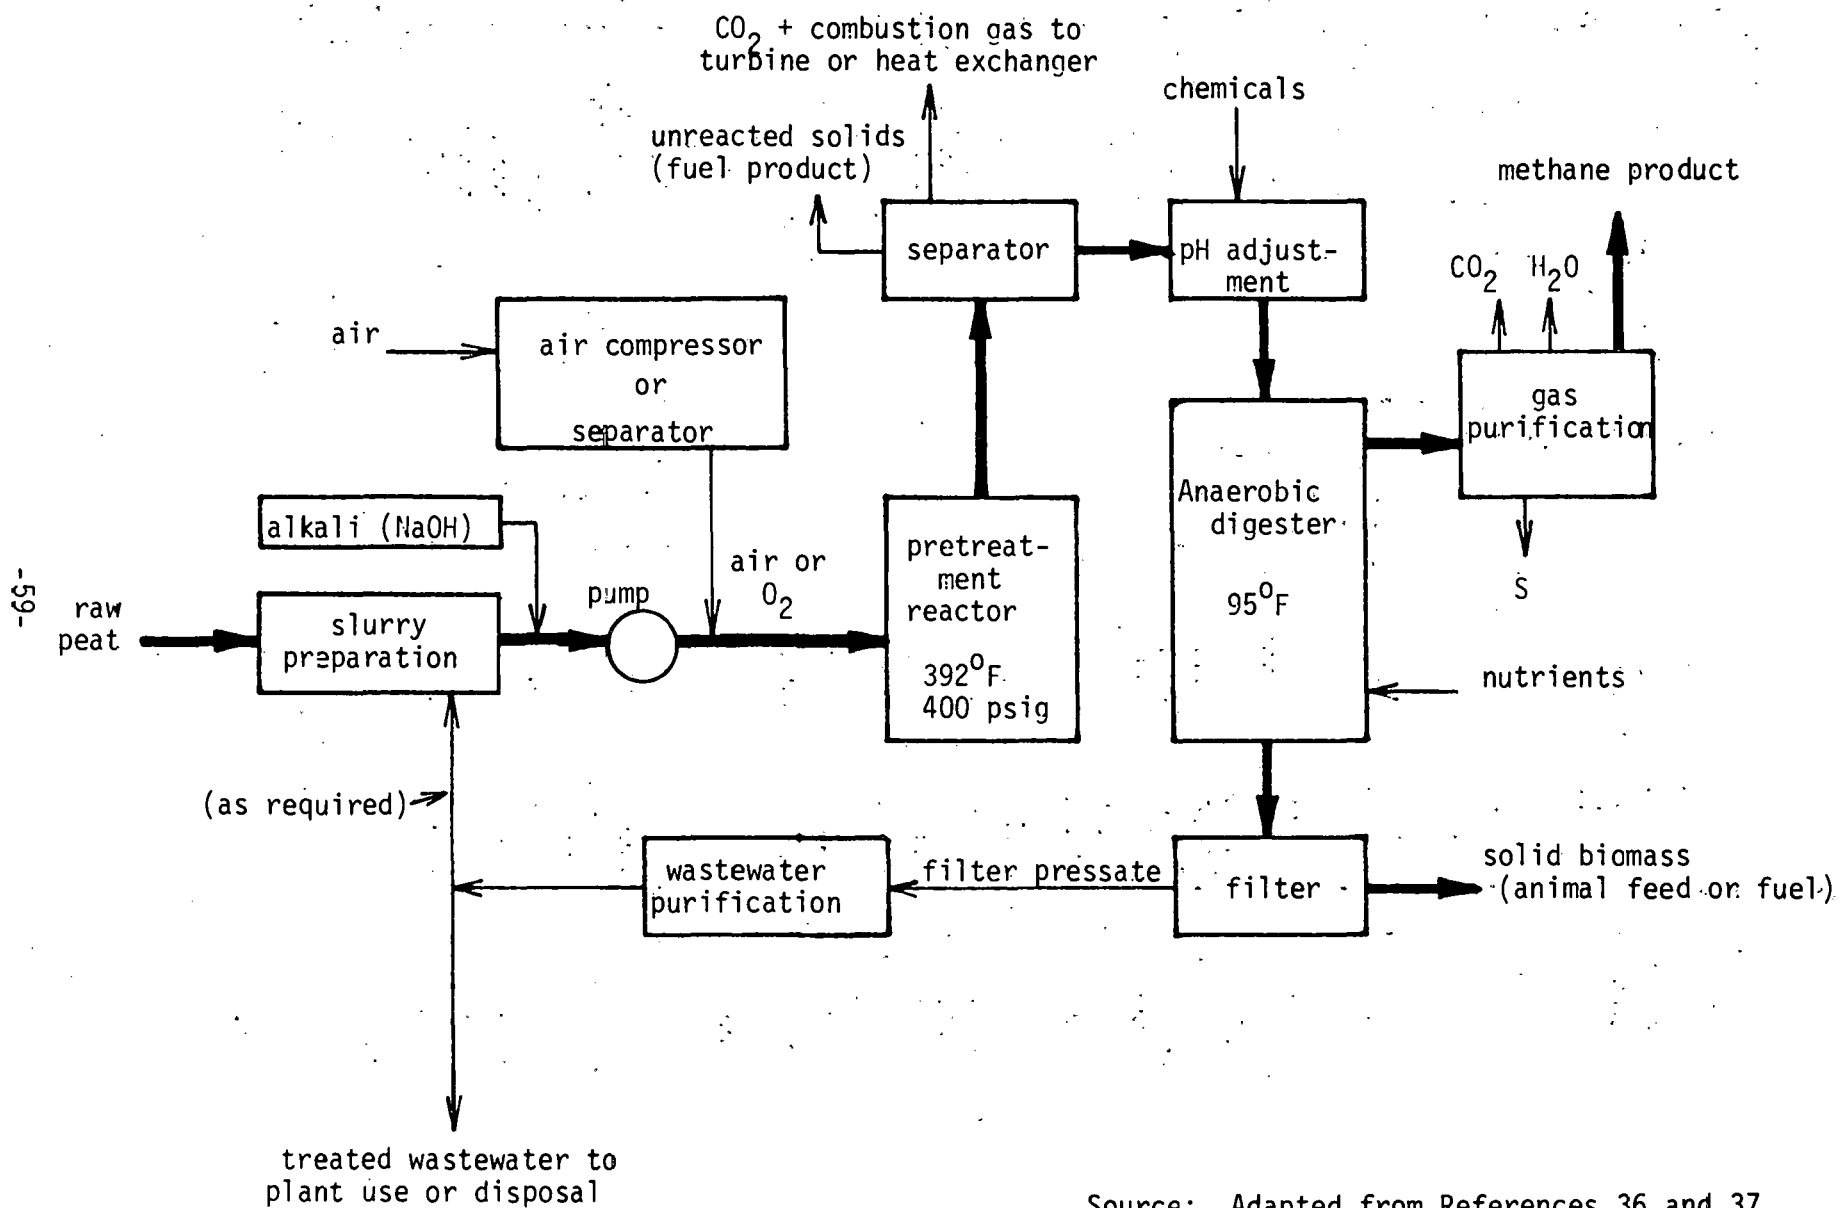 CO2 + combustion gas to
turbine or heat exchanger
chemicals
unreacted solids
(fuel product)
methane product
separator
pH adjust-
ment
CO2 H2O
air
air compressor
or
separator
gas
purification
Anaerobic
digester
95°F
alkali (NaOH)
pretreat-
ment
reactor
392°F
400 psig
air or
O2
S
pump
-59-
raw
peat
slurry
preparation
nutrients
(as required)
wastewater
purification
filter pressate
filter
solid biomass
(animal feed or fuel)
treated wastewater to
plant use or disposal
Source: Adapted from References 36 and 37